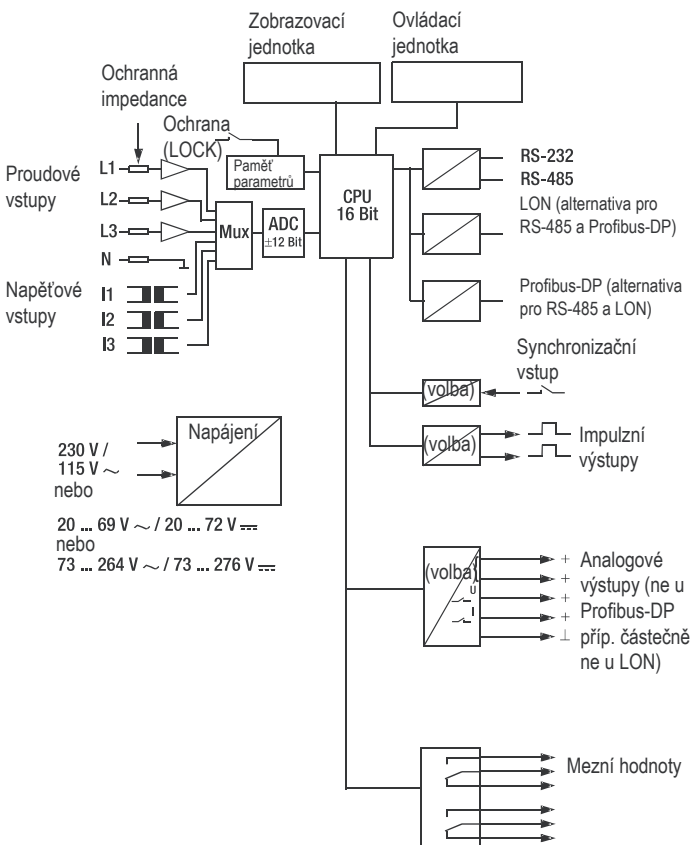 Zobrazovací
jednotka
Ovládací
jednotka
Ochranná
impedance
Ochrana
(LOCK)
Paměť
parametrů
CPU
16 Bit
RS-232
RS-485
LON (alternativa pro
RS-485 a Profibus-DP)
Proudové
vstupy
L1
L2
L3
N
Mux
ADC
±12 Bit
Napěťové
vstupy
I1
I2
I3
Profibus-DP (alternativa
pro RS-485 a LON)
Synchronizační
vstup
(volba)
(volba)
Impulzní
výstupy
Napájení
230 V /
115 V ~
nebo
20 ... 69 V ~ / 20 ... 72 V ⎓
nebo
73 ... 264 V ~ / 73 ... 276 V ⎓
(volba)
U
I
+
+
+
+
⊥
Analogové
výstupy (ne u
Profibus-DP
příp. částečně
ne u LON)
Mezní hodnoty